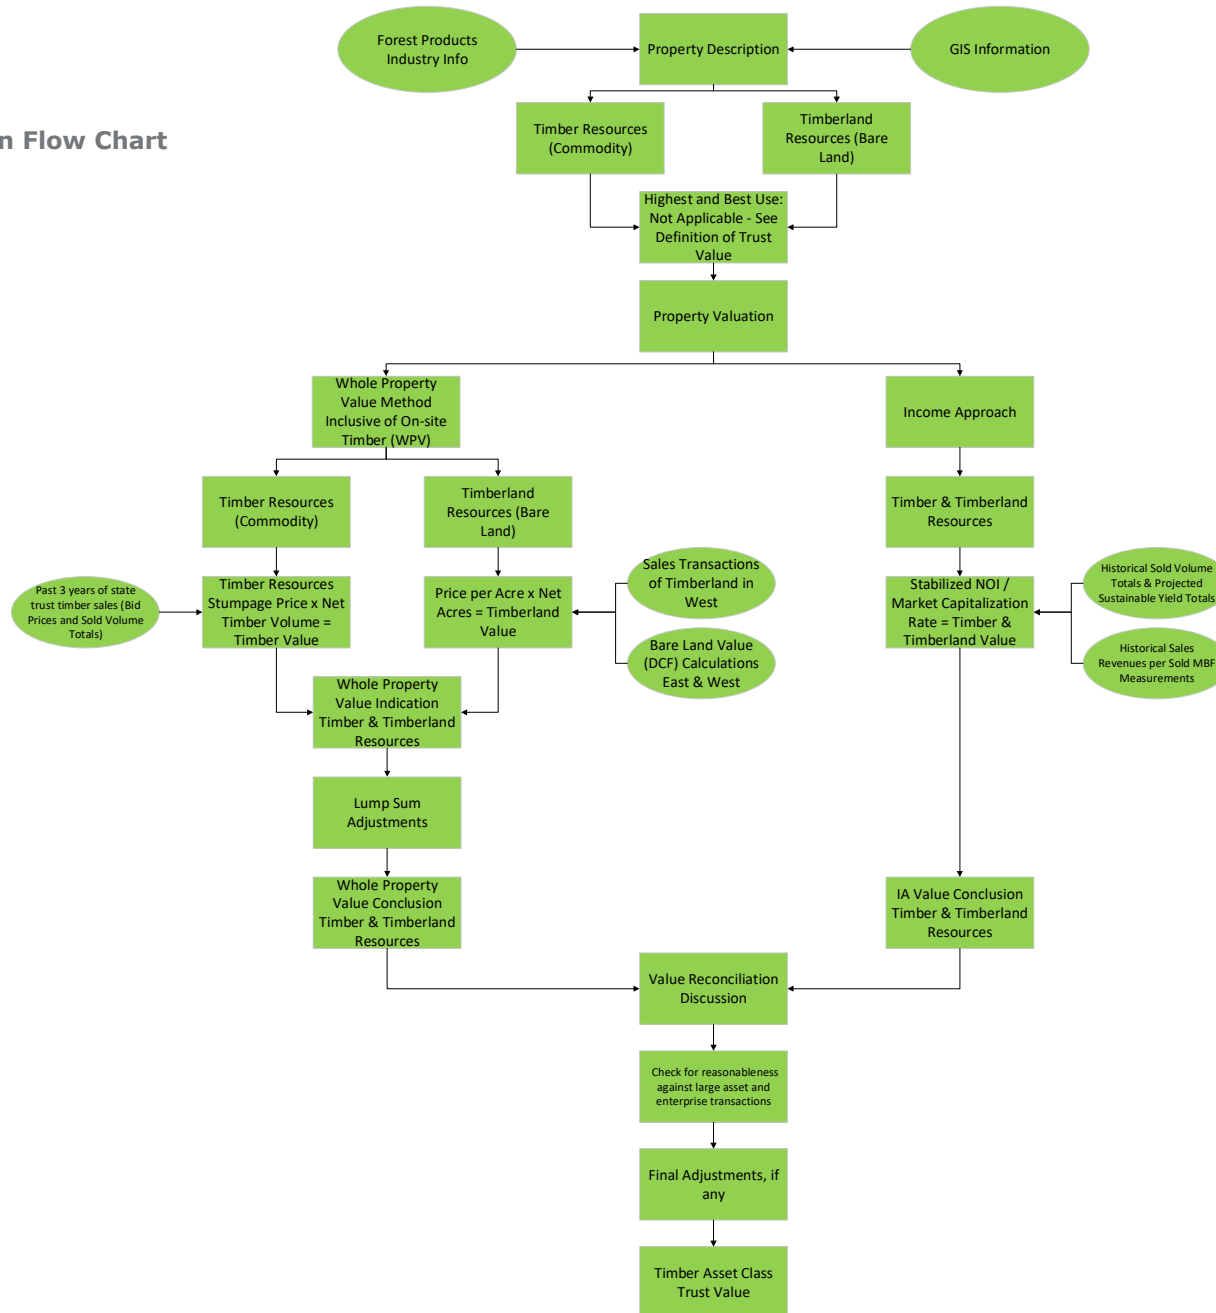 Forest Products
Industry Info
Property Description
GIS Information
n Flow Chart
Timber Resources
(Commodity)
Timberland
Resources (Bare
Land)
Highest and Best Use:
Not Applicable - See
Definition of Trust
Value
Property Valuation
Whole Property
Value Method
Inclusive of On-site
Timber (WPV)
Income Approach
Timber Resources
(Commodity)
Timberland
Resources (Bare
Land)
Timber & Timberland
Resources
Past 3 years of state
trust timber sales (Bid
Prices and Sold Volume
Totals)
Timber Resources
Stumpage Price x Net
Timber Volume =
Timber Value
Price per Acre x Net
Acres = Timberland
Value
Sales Transactions
of Timberland in
West
Bare Land Value
(DCF) Calculations
East & West
Stabilized NOI /
Market Capitalization
Rate = Timber &
Timberland Value
Historical Sold Volume
Totals & Projected
Sustainable Yield Totals
Historical Sales
Revenues per Sold MBF
Measurements
Whole Property
Value Indication
Timber & Timberland
Resources
Lump Sum
Adjustments
Whole Property
Value Conclusion
Timber & Timberland
Resources
IA Value Conclusion
Timber & Timberland
Resources
Value Reconciliation
Discussion
Check for reasonableness
against large asset and
enterprise transactions
Final Adjustments, if
any
Timber Asset Class
Trust Value